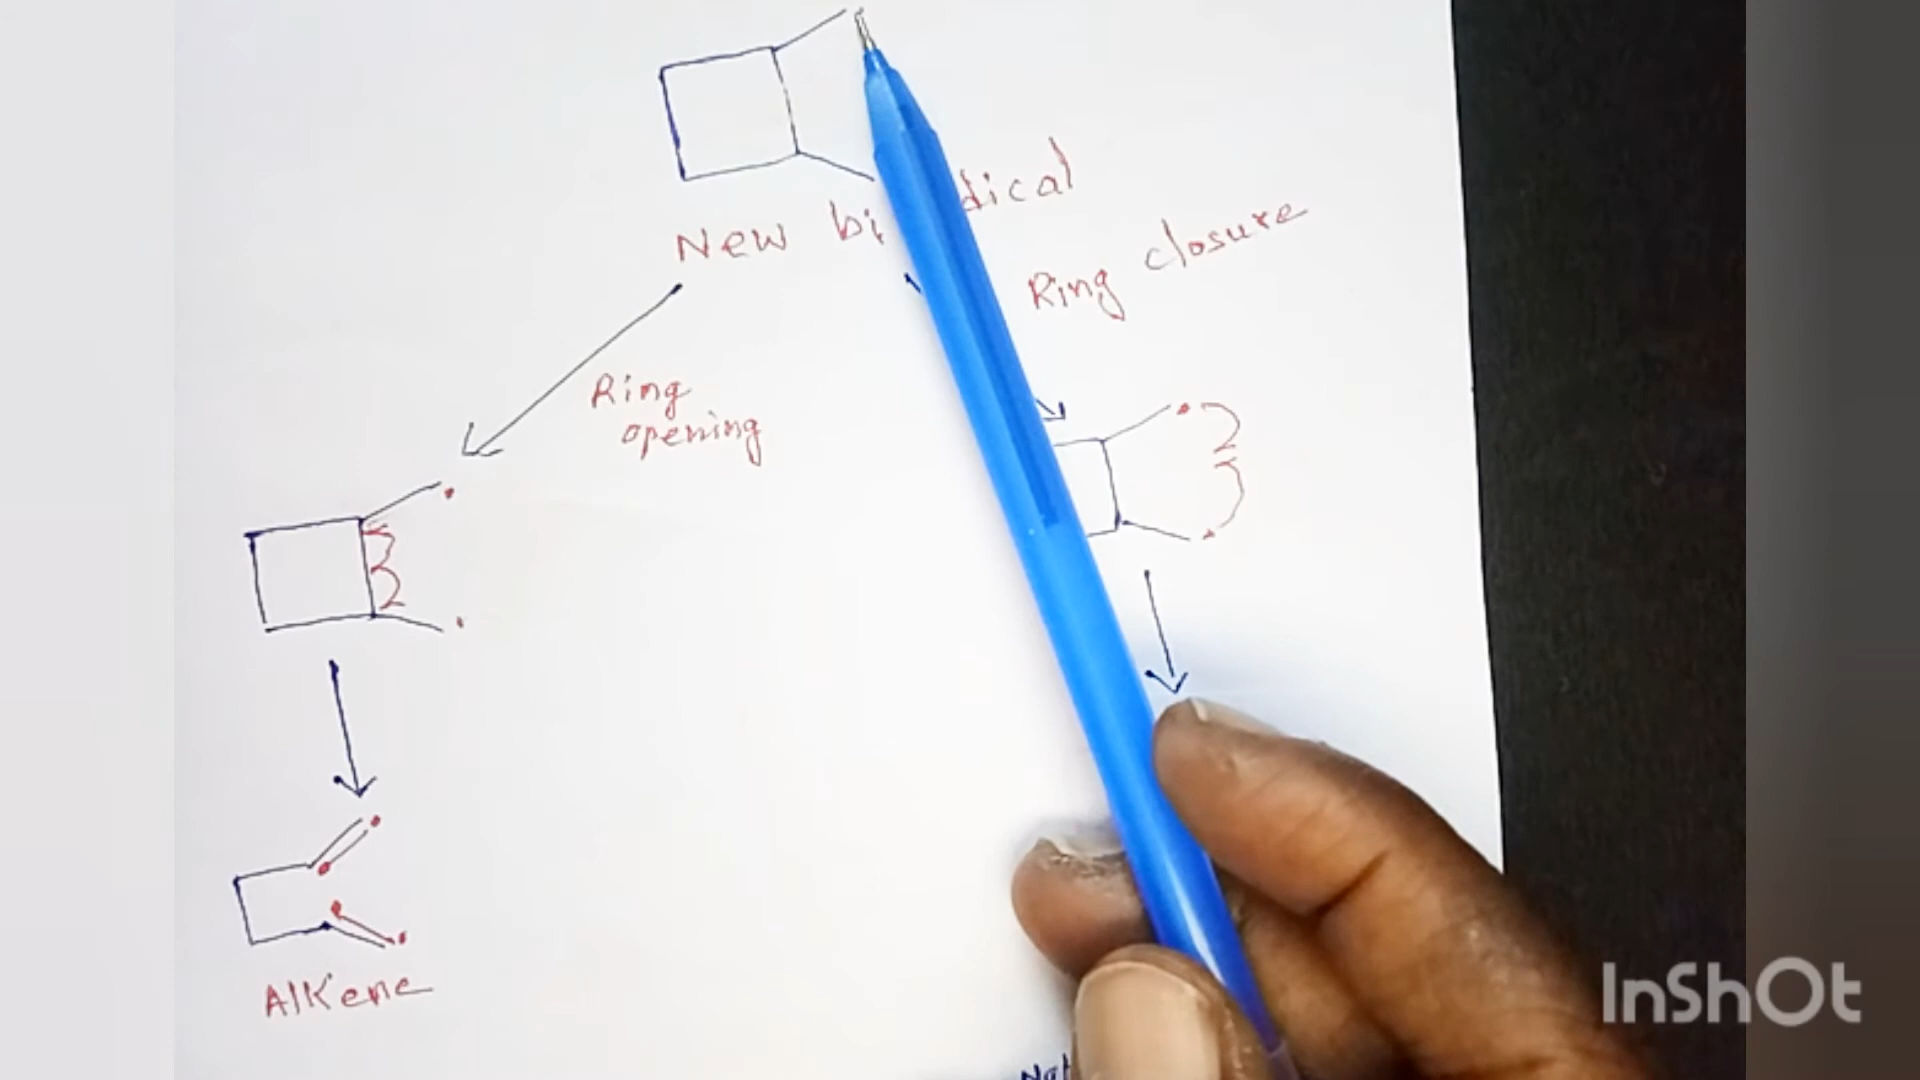 New bi dical
Ring closure
Ring
opening
Alkene
InShOt